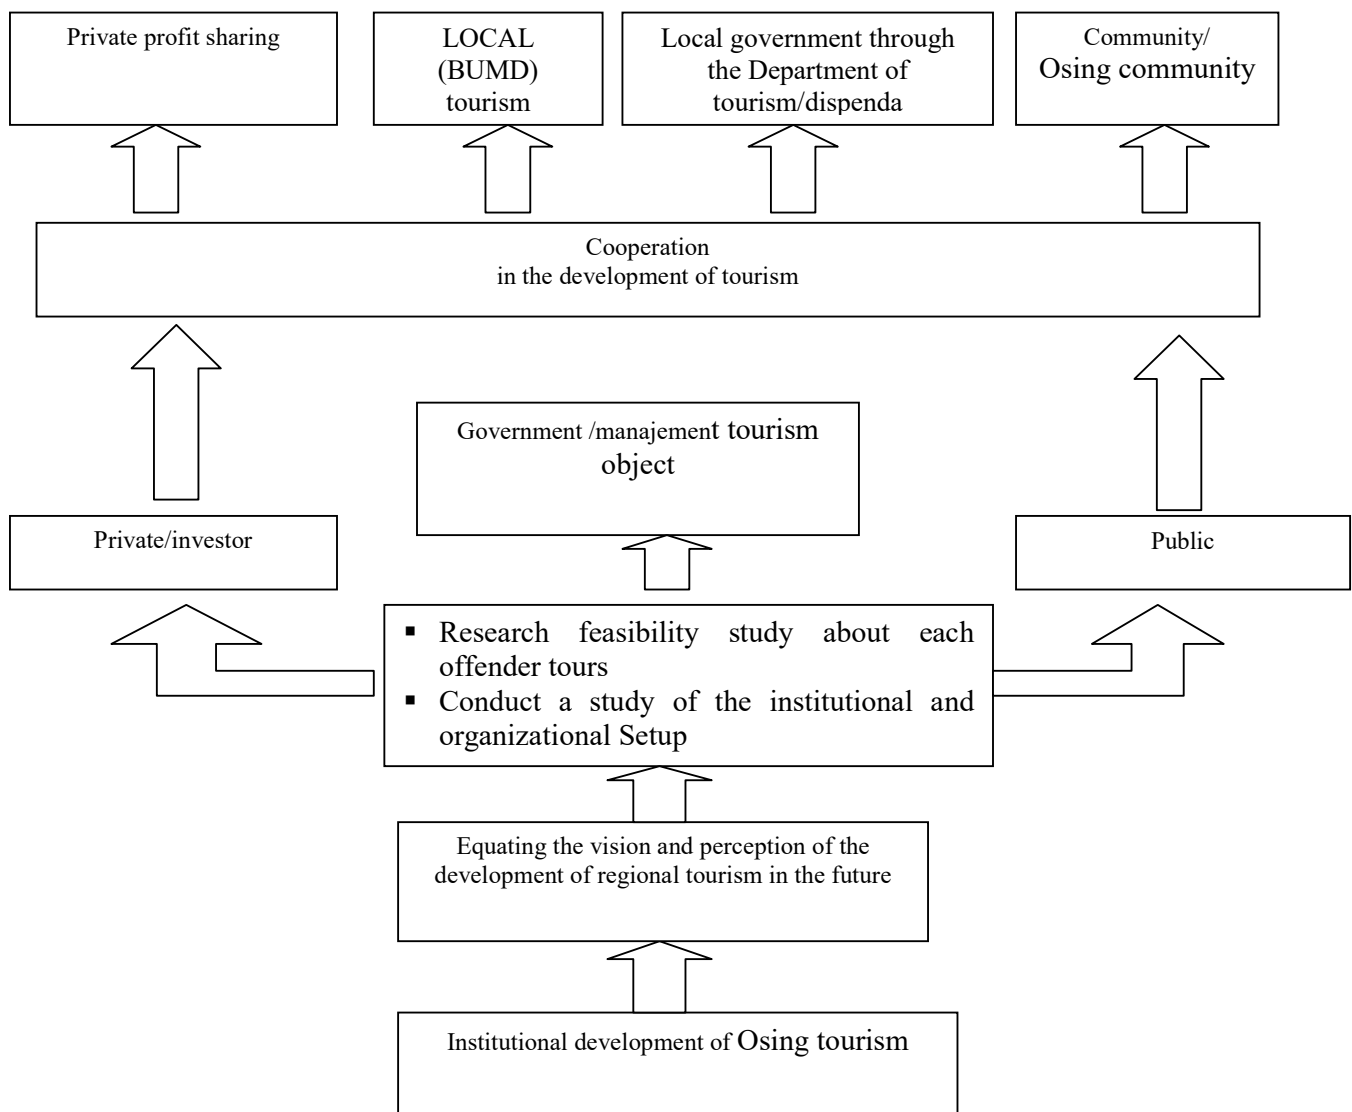 Private profit sharing
LOCAL
(BUMD)
tourism
Local government through
the Department of
tourism/dispenda
Community/
Osing community
Cooperation
in the development of tourism
Government /manajement tourism
object
Private/investor
Public
▪ Research feasibility study about each
offender tours
▪ Conduct a study of the institutional and
organizational Setup
Equating the vision and perception of the
development of regional tourism in the future
Institutional development of Osing tourism